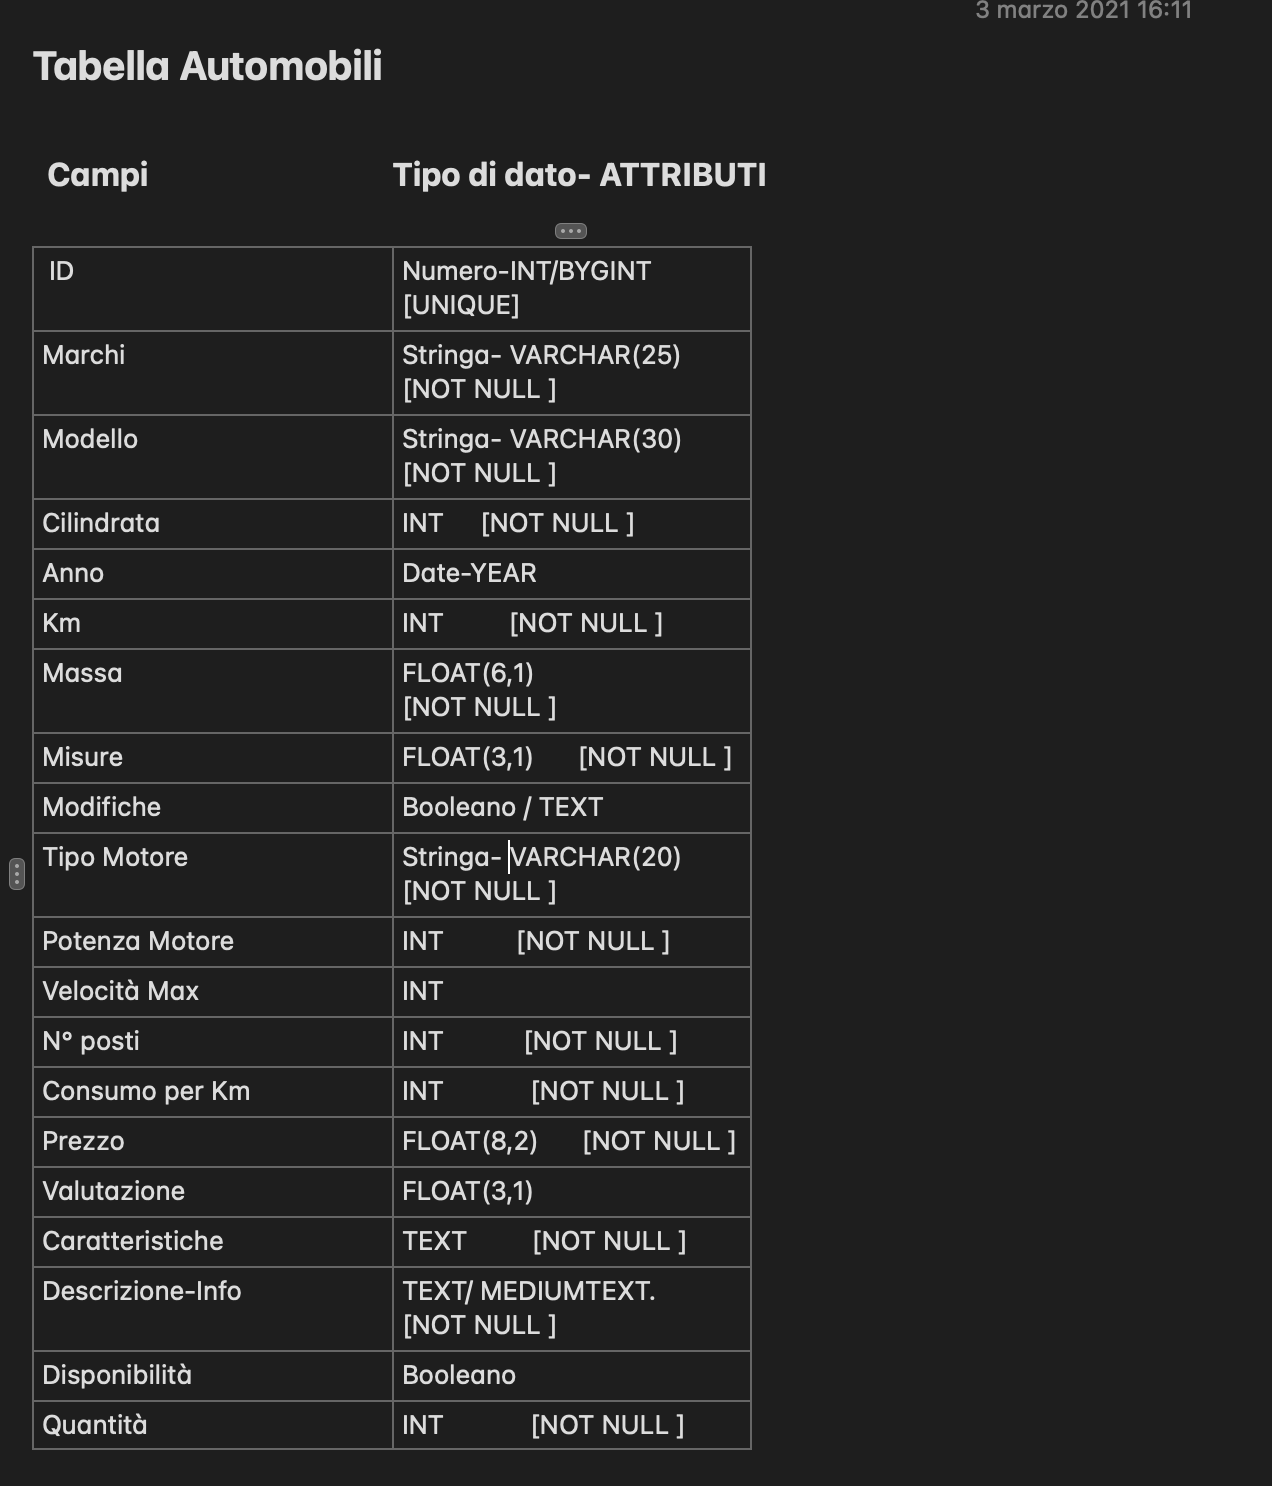 3 marzo 2021 16:11
Tabella Automobili
Campi Tipo di dato- ATTRIBUTI
ID Numero-INT/BYGINT
[UNIQUE]
Marchi Stringa- VARCHAR(25)
[NOT NULL ]
Modello Stringa- VARCHAR(30)
[NOT NULL ]
Cilindrata INT [NOT NULL ]
Anno Date-YEAR
Km INT [NOT NULL ]
Massa FLOAT(6,1)
[NOT NULL ]
Misure FLOAT(3,1) [NOT NULL ]
Modifiche Booleano / TEXT
Tipo Motore Stringa- VARCHAR(20)
[NOT NULL ]
Potenza Motore INT [NOT NULL ]
Velocità Max INT
N° posti INT [NOT NULL ]
Consumo per Km INT [NOT NULL ]
Prezzo FLOAT(8,2) [NOT NULL ]
Valutazione FLOAT(3,1)
Caratteristiche TEXT [NOT NULL ]
Descrizione-Info TEXT/ MEDIUMTEXT.
[NOT NULL ]
Disponibilità Booleano
Quantità INT [NOT NULL ]